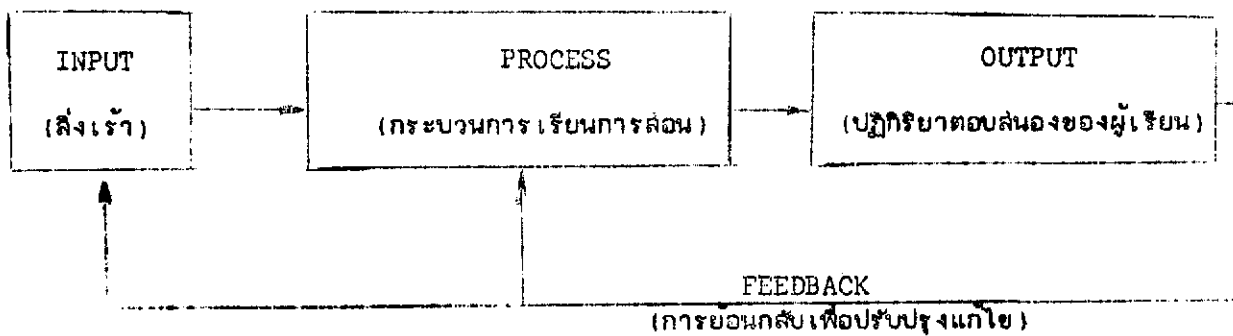 INPUT
(สิ่งเร้า)
PROCESS
(กระบวนการเรียนการสอน)
OUTPUT
(ปฏิกิริยาตอบสนองของผู้เรียน)
FEEDBACK
(การย้อนกลับเพื่อปรับปรุงแก้ไข)